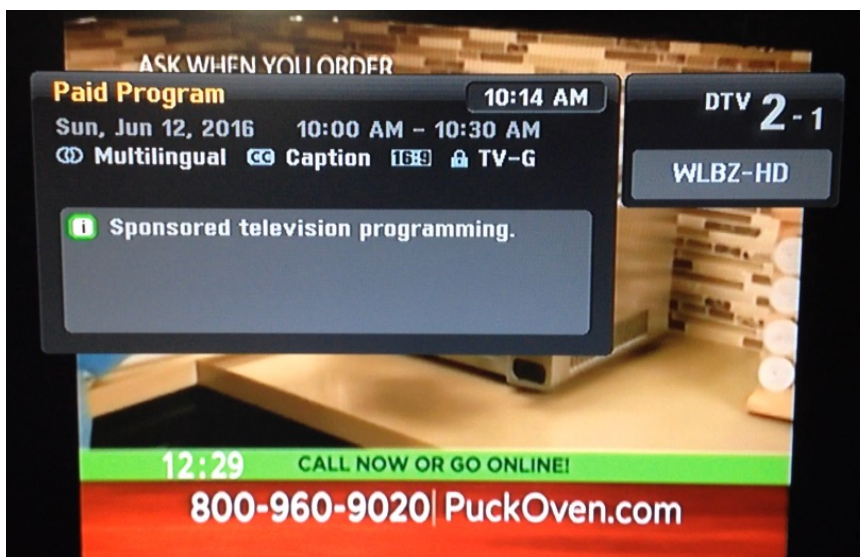 ASK WHEN YOU ORDER
Paid Program
10:14 AM
Sun, Jun 12, 2016 10:00 AM - 10:30 AM
Multilingual CC Caption 16:9 TV-G
i Sponsored television programming.
DTV 2-1
WLBZ-HD
12:29 CALL NOW OR GO ONLINE!
800-960-9020| PuckOven.com